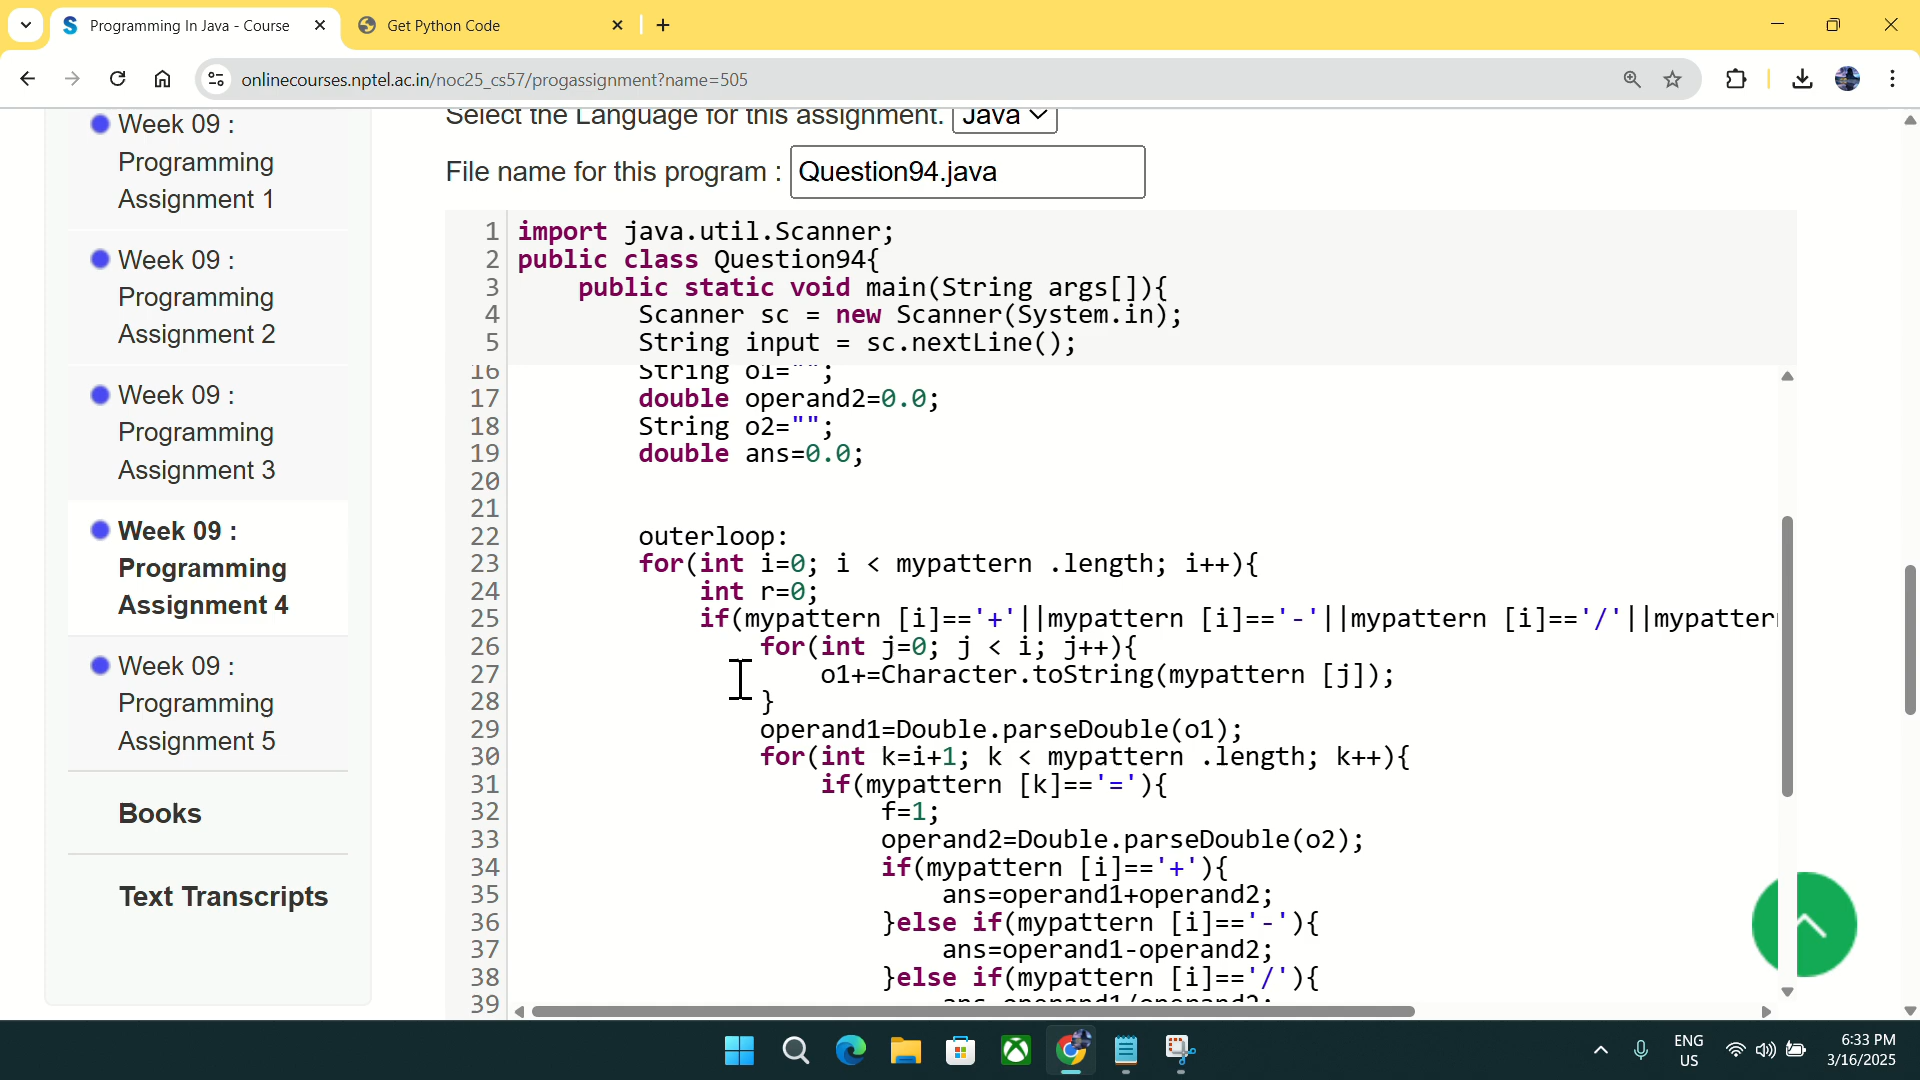 Programming In Java - Course
Get Python Code
onlinecourses.nptel.ac.in/noc25_cs57/progassignment?name=505
Week 09 :
Programming
Assignment 1
Week 09 :
Programming
Assignment 2
Week 09 :
Programming
Assignment 3
Week 09 :
Programming
Assignment 4
Week 09 :
Programming
Assignment 5
Books
Text Transcripts
Select the Language for this assignment. Java
File name for this program : Question94.java
1 import java.util.Scanner;
2 public class Question94{
3 public static void main(String args[]){
4 Scanner sc = new Scanner(System.in);
5 String input = sc.nextLine();
16 String o1="";
17 double operand2=0.0;
18 String o2="";
19 double ans=0.0;
20
21
22 outerloop:
23 for(int i=0; i < mypattern .length; i++){
24 int r=0;
25 if(mypattern [i]=='+'||mypattern [i]=='-'||mypattern [i]=='/'||mypattern
26 for(int j=0; j < i; j++){
27 o1+=Character.toString(mypattern [j]);
28 }
29 operand1=Double.parseDouble(o1);
30 for(int k=i+1; k < mypattern .length; k++){
31 if(mypattern [k]=='='){
32 f=1;
33 operand2=Double.parseDouble(o2);
34 if(mypattern [i]=='+'){
35 ans=operand1+operand2;
36 }else if(mypattern [i]=='-'){
37 ans=operand1-operand2;
38 }else if(mypattern [i]=='/'){
39 ans=operand1/operand2;
ENG
US
6:33 PM
3/16/2025